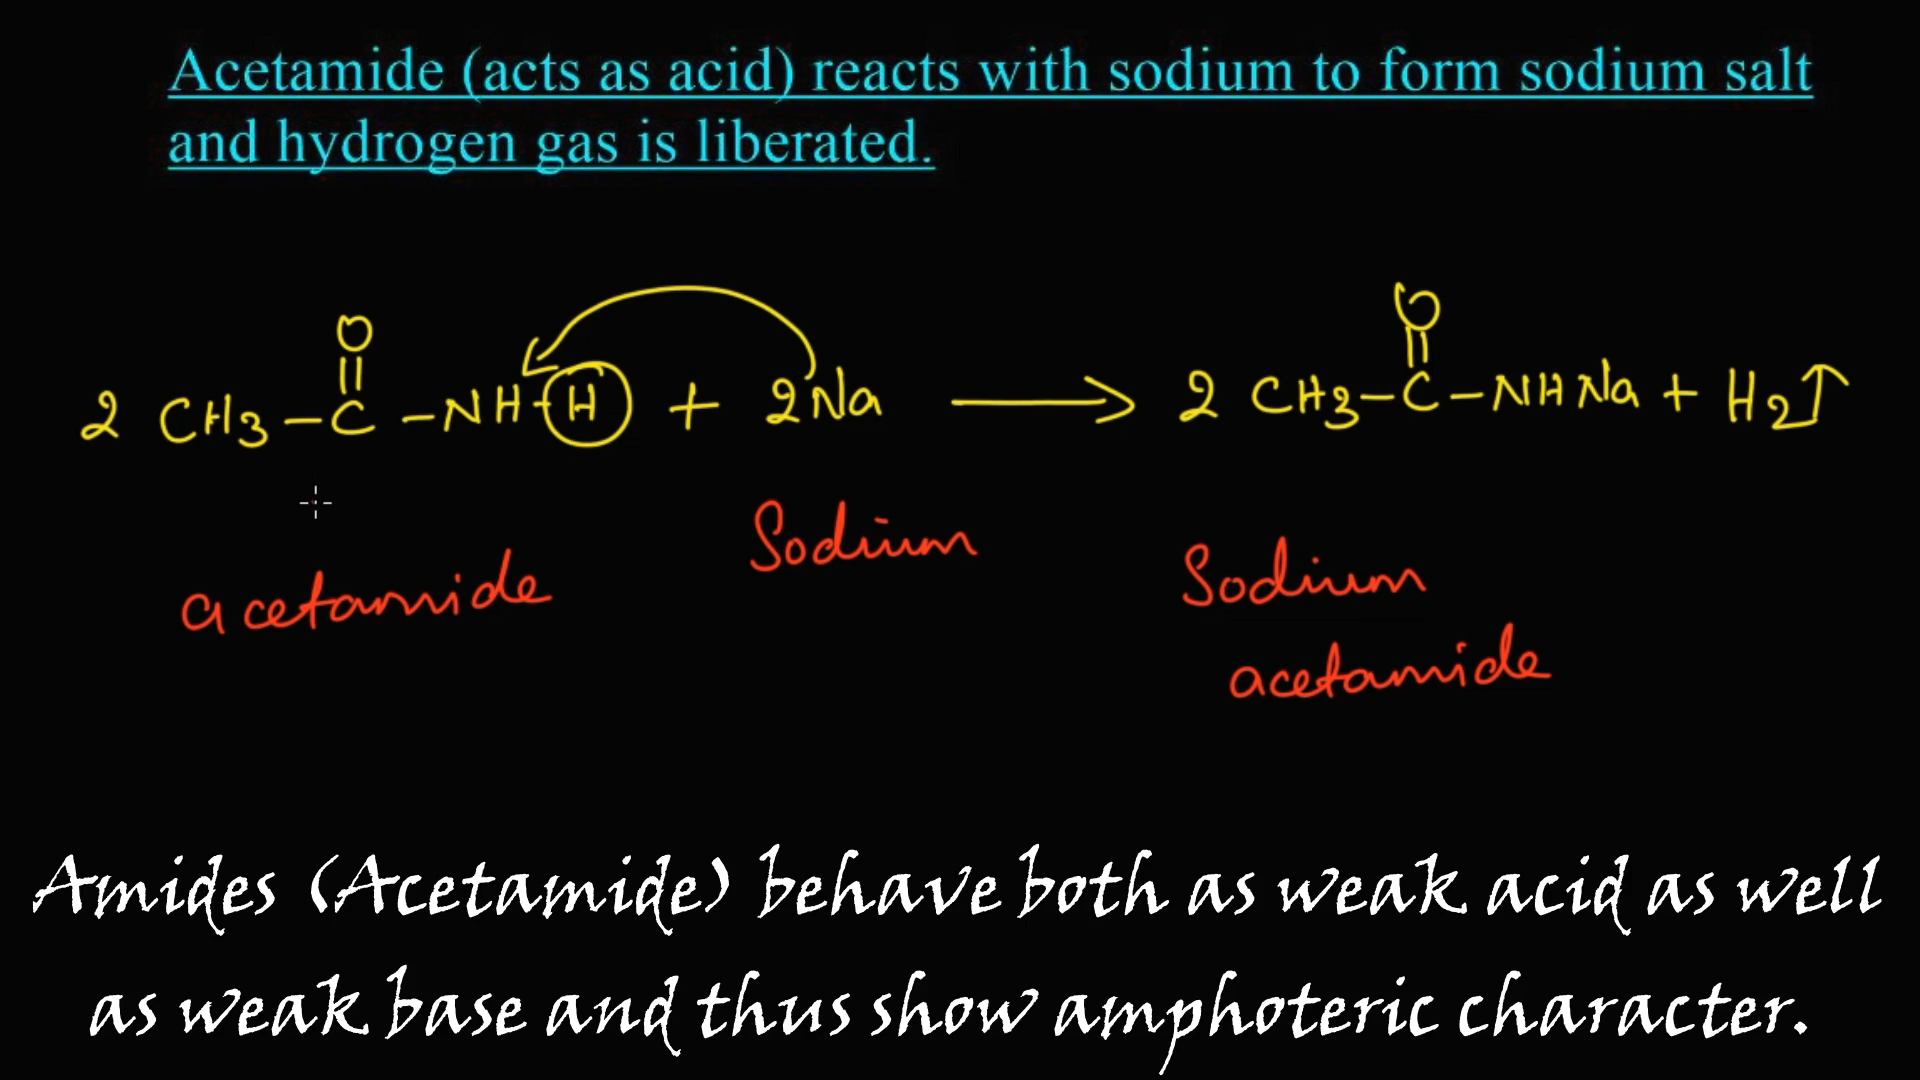 Acetamide (acts as acid) reacts with sodium to form sodium salt
and hydrogen gas is liberated.
O O
|| ||
2 CH3-C-NH-H + 2Na → 2 CH3-C-NHNa + H2↑
acetamide Sodium Sodium
acetamide
Amides (Acetamide) behave both as weak acid as well
as weak base and thus show amphoteric character.